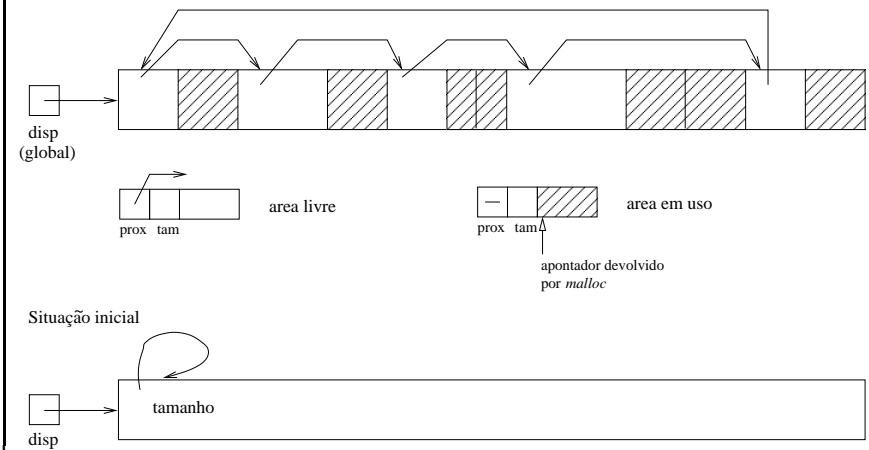 disp
(global)
area livre
area em uso
prox tam
prox tam
apontador devolvido
por malloc
Situação inicial
tamanho
disp